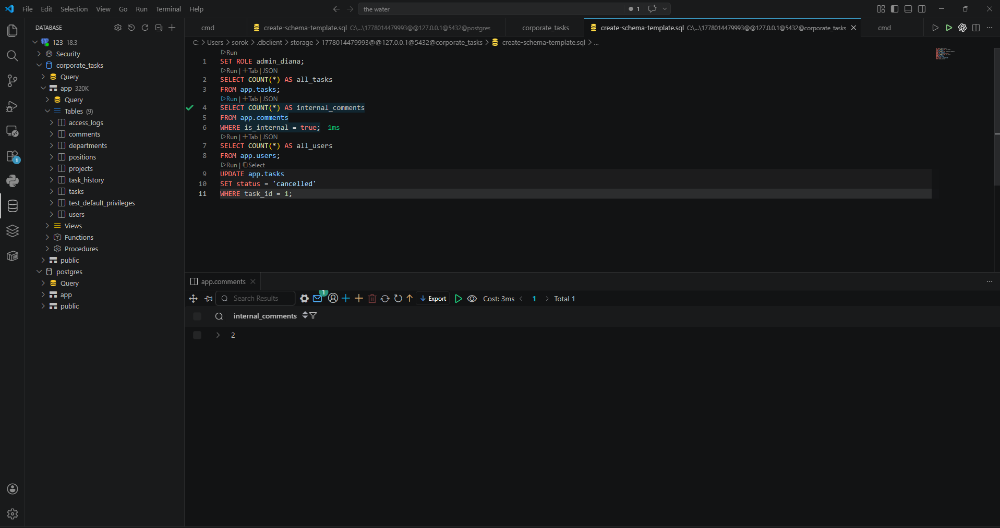 File Edit Selection View Go Run Terminal Help
the water
1
DATABASE
123 18.3
Security
corporate_tasks
Query
app 320K
Query
Tables (9)
access_logs
comments
departments
positions
projects
task_history
tasks
test_default_privileges
users
Views
Functions
Procedures
public
postgres
Query
app
public
1
cmd
create-schema-template.sql C:\...\1778014479993@@127.0.0.1@5432@postgres
corporate_tasks
create-schema-template.sql C:\...\1778014479993@@127.0.0.1@5432@corporate_tasks
cmd
C: > Users > sorok > .dbclient > storage > 1778014479993@@127.0.0.1@5432@corporate_tasks > create-schema-template.sql > ...
Run
1 SET ROLE admin_diana;
Run | Tab | JSON
2 SELECT COUNT(*) AS all_tasks
3 FROM app.tasks;
Run | Tab | JSON
4 SELECT COUNT(*) AS internal_comments
5 FROM app.comments
6 WHERE is_internal = true; 1ms
Run | Tab | JSON
7 SELECT COUNT(*) AS all_users
8 FROM app.users;
Run | Select
9 UPDATE app.tasks
10 SET status = 'cancelled'
11 WHERE task_id = 1;
app.comments
Search Results
1
Export
Cost: 3ms < 1 > Total 1
internal_comments
2